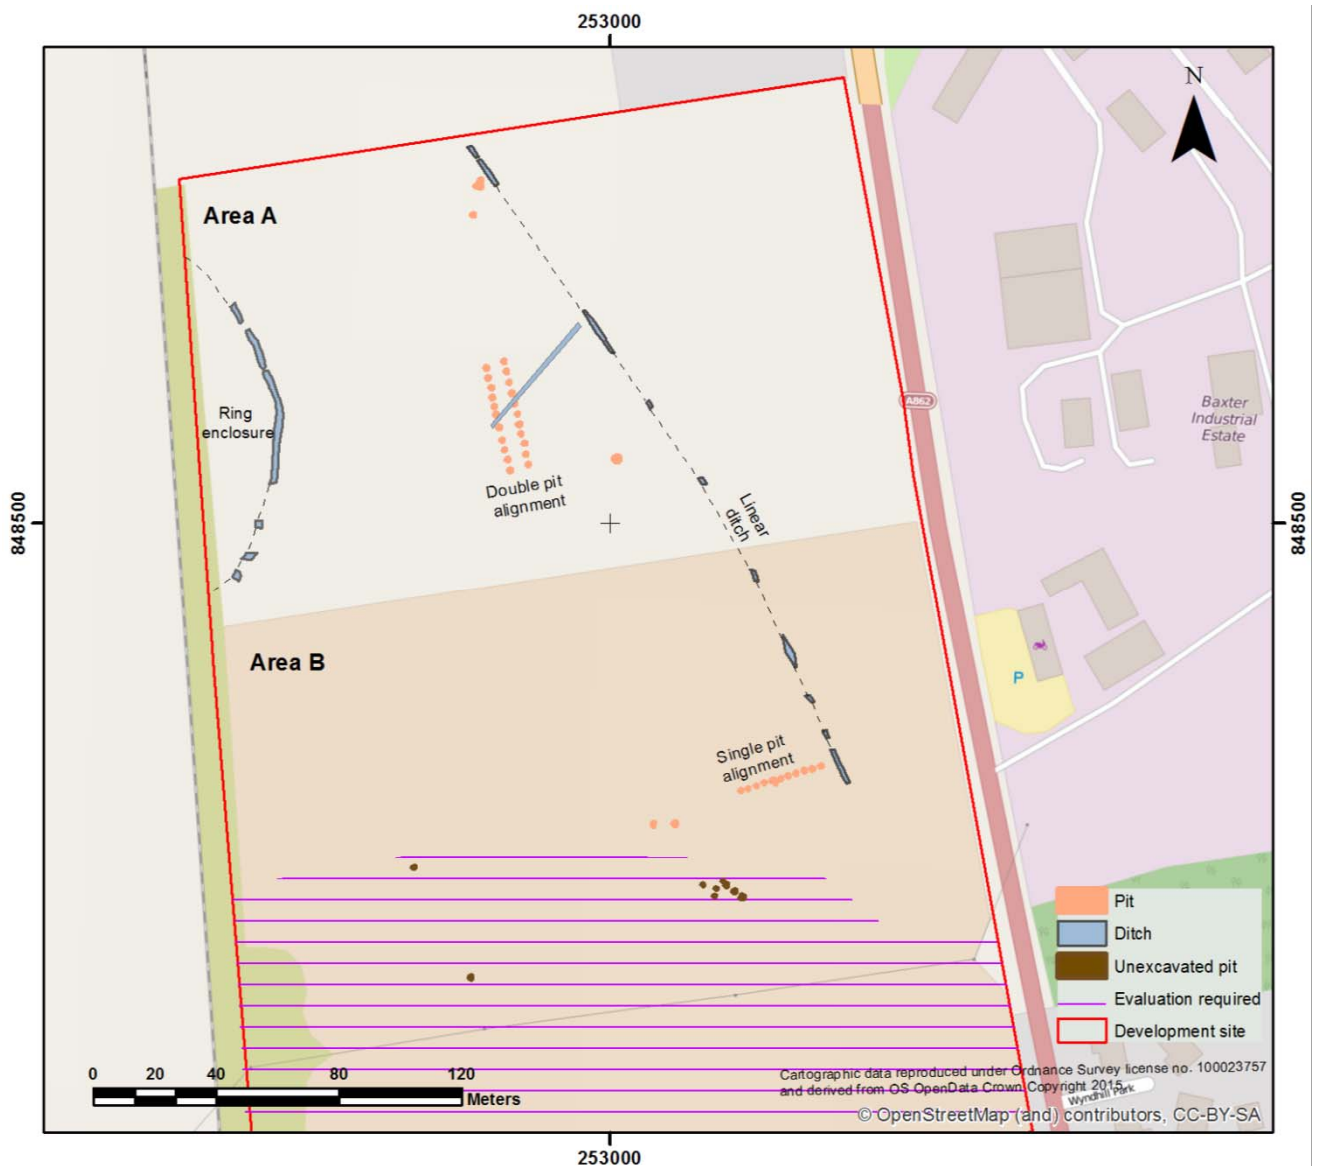 253000
N
Area A
A862
Baxter
Industrial
Estate
Ring
enclosure
Double pit
alignment
848500
848500
Linear
ditch
Area B
P
Single pit
alignment
Pit
Ditch
Unexcavated pit
Evaluation required
Development site
0 20 40 80 120
Meters
Cartographic data reproduced under Ordnance Survey license no. 100023757
and derived from OS OpenData Crown Copyright 2015
Wyndhill Park
© OpenStreetMap (and) contributors, CC-BY-SA
253000